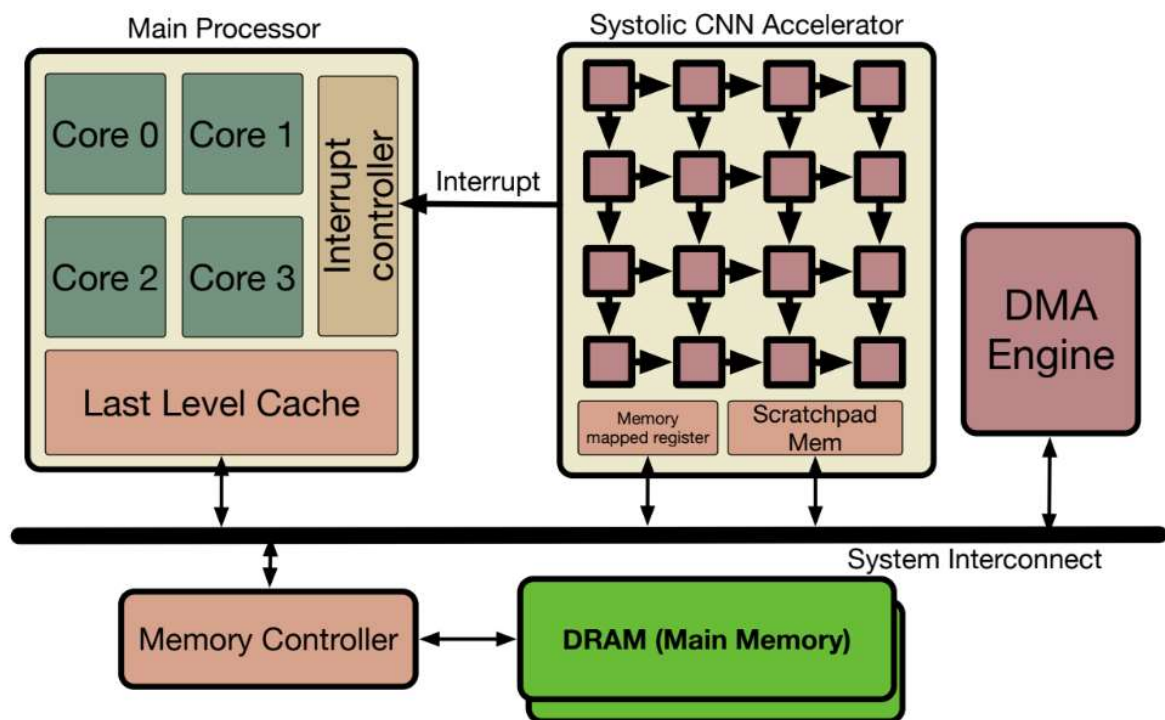 Main Processor
Systolic CNN Accelerator
Core 0
Core 1
Core 2
Core 3
Interrupt
controller
Last Level Cache
Interrupt
Memory
mapped register
Scratchpad
Mem
DMA
Engine
System Interconnect
Memory Controller
DRAM (Main Memory)